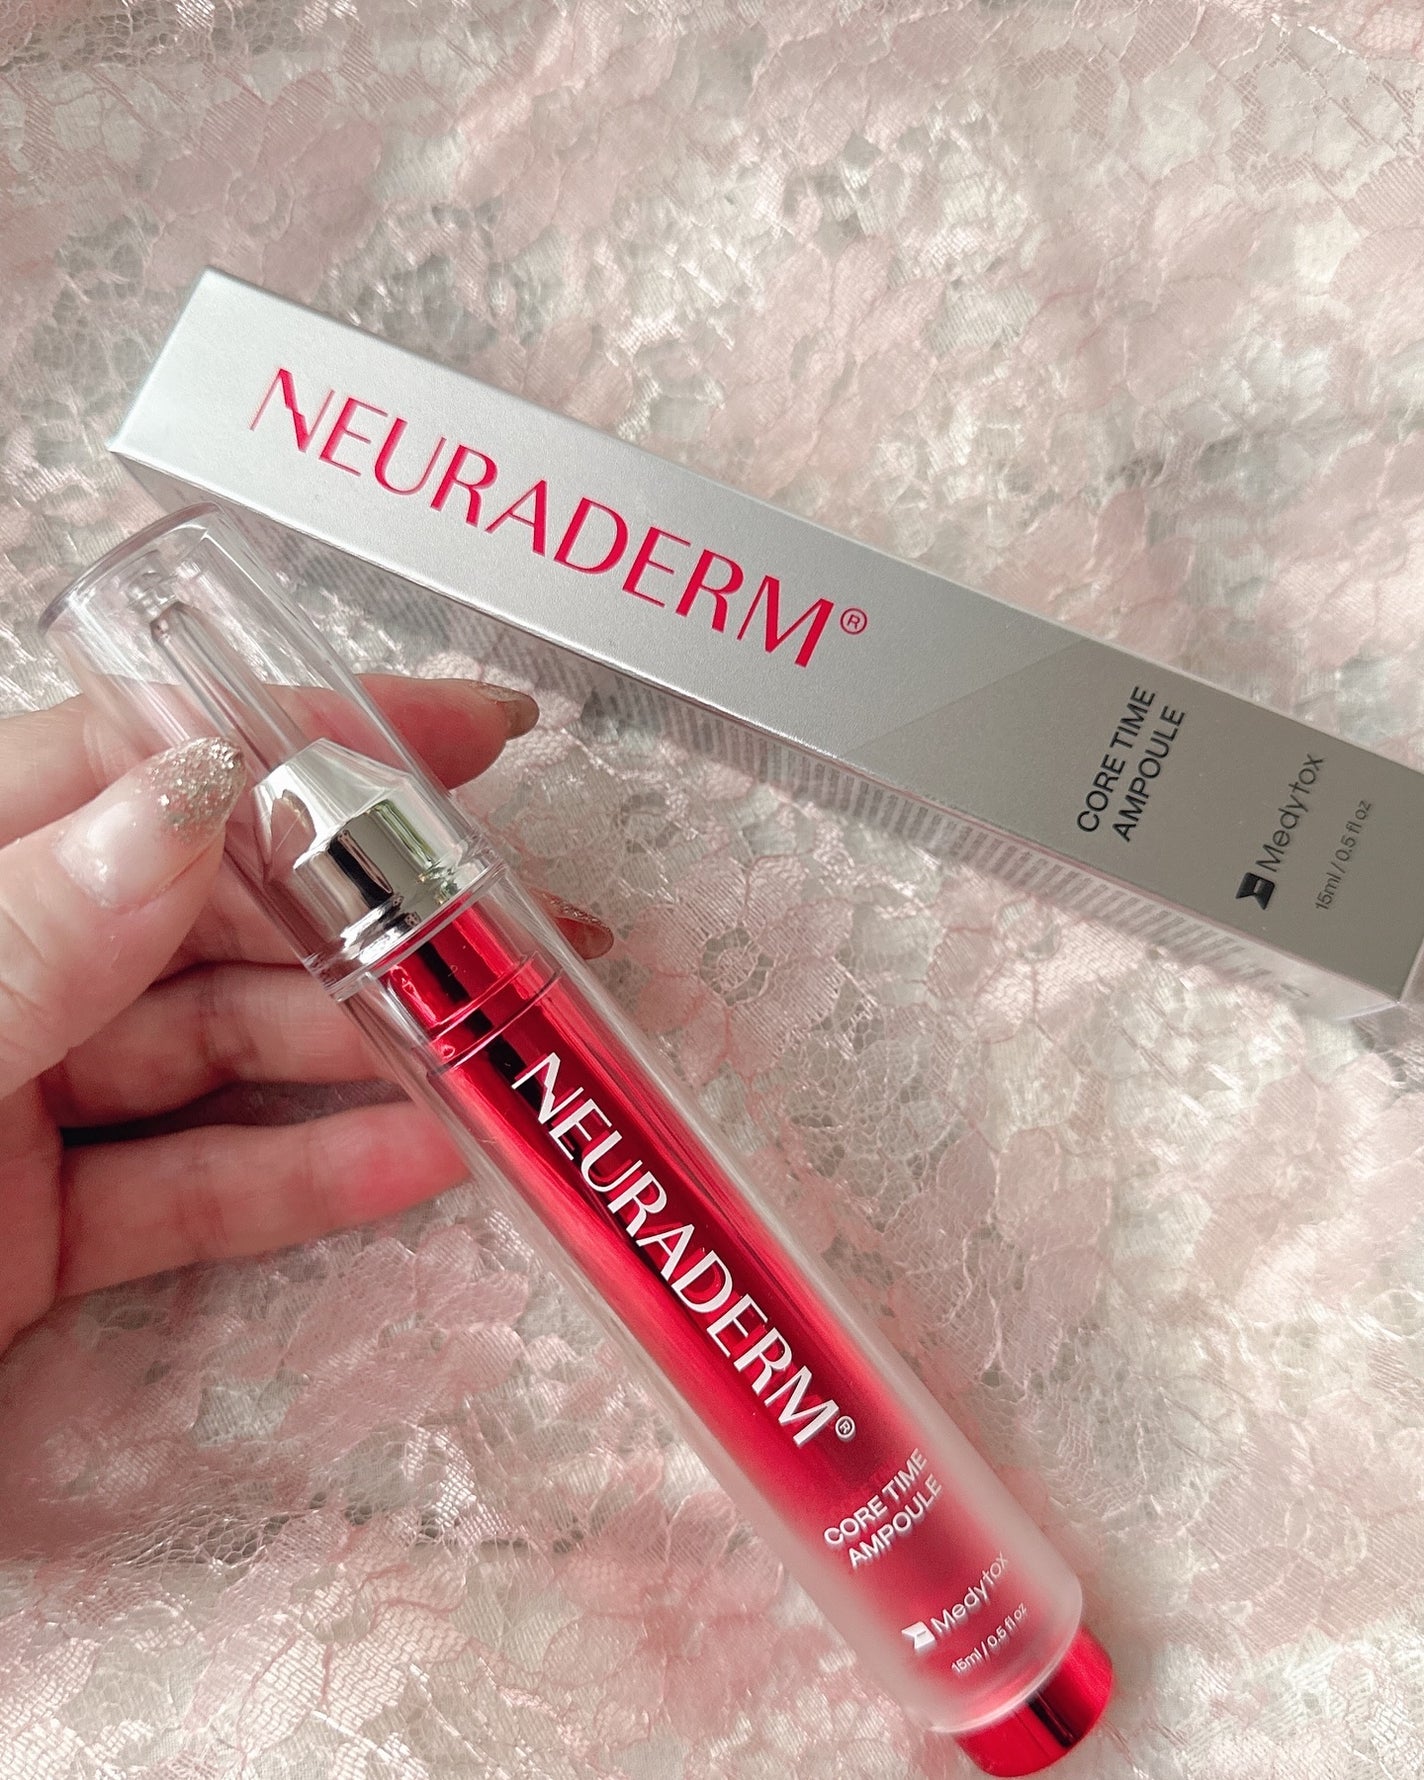 NEURADERM®
CORE TIME
AMPOULE
Medytox
15ml / 0.5 fl oz
NEURADERM®
CORE TIME
AMPOULE
Medytox
15ml / 0.5 fl oz